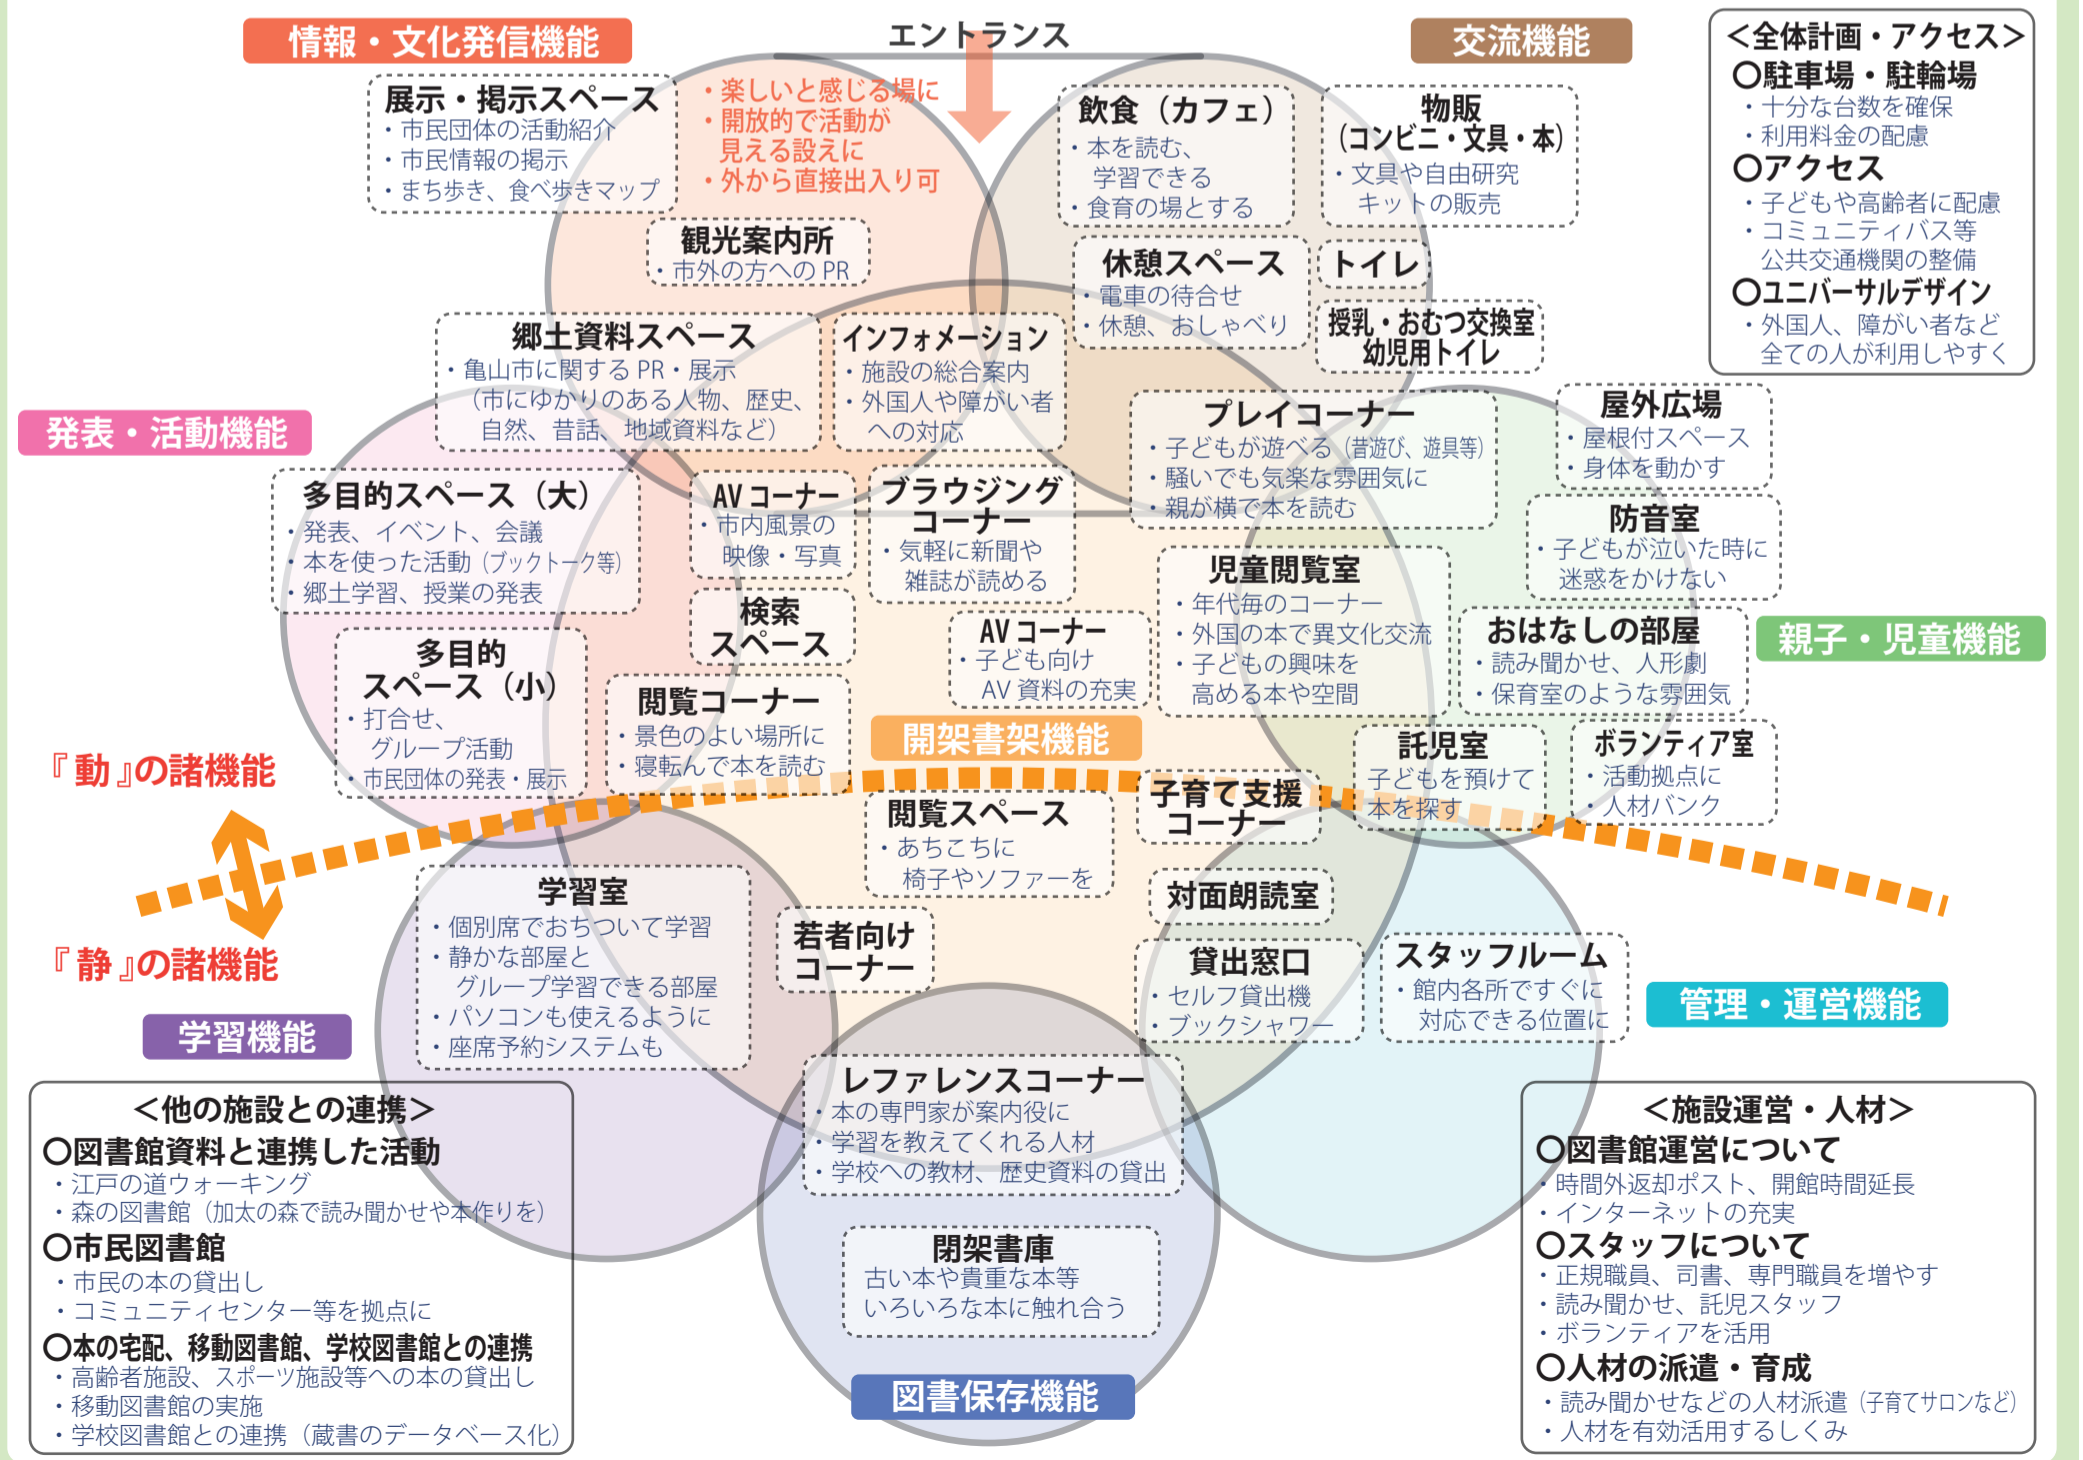 エントランス
情報・文化発信機能
展示・掲示スペース
・市民団体の活動紹介
・市民情報の掲示
・まち歩き、食べ歩きマップ
・楽しいと感じる場に
・開放的で活動が
見える設えに
・外から直接出入り可
観光案内所
・市外の方への PR
郷土資料スペース
・亀山市に関する PR・展示
（市にゆかりのある人物、歴史、
自然、昔話、地域資料など）
インフォメーション
・施設の総合案内
・外国人や障がい者
への対応
交流機能
飲食（カフェ）
・本を読む、
学習できる
・食育の場とする
物販
（コンビニ・文具・本）
・文具や自由研究
キットの販売
休憩スペース
・電車の待合せ
・休憩、おしゃべり
トイレ
授乳・おむつ交換室
幼児用トイレ
＜全体計画・アクセス＞
〇駐車場・駐輪場
・十分な台数を確保
・利用料金の配慮
〇アクセス
・子どもや高齢者に配慮
・コミュニティバス等
公共交通機関の整備
〇ユニバーサルデザイン
・外国人、障がい者など
全ての人が利用しやすく
発表・活動機能
多目的スペース（大）
・発表、イベント、会議
・本を使った活動（ブックトーク等）
・郷土学習、授業の発表
多目的
スペース（小）
・打合せ、
グループ活動
・市民団体の発表・展示
AV コーナー
・市内風景の
映像・写真
ブラウジング
コーナー
・気軽に新聞や
雑誌が読める
検索
スペース
閲覧コーナー
・景色のよい場所に
・寝転んで本を読む
AV コーナー
・子ども向け
AV 資料の充実
開架書架機能
プレイコーナー
・子どもが遊べる（昔遊び、遊具等）
・騒いでも気楽な雰囲気に
・親が横で本を読む
児童閲覧室
・年代毎のコーナー
・外国の本で異文化交流
・子どもの興味を
高める本や空間
屋外広場
・屋根付スペース
・身体を動かす
防音室
・子どもが泣いた時に
迷惑をかけない
おはなしの部屋
・読み聞かせ、人形劇
・保育室のような雰囲気
親子・児童機能
託児室
子どもを預けて
本を探す
ボランティア室
・活動拠点に
・人材バンク
『動』の諸機能
『静』の諸機能
閲覧スペース
・あちこちに
椅子やソファーを
子育て支援
コーナー
学習室
・個別席でおちついて学習
・静かな部屋と
グループ学習できる部屋
・パソコンも使えるように
・座席予約システムも
若者向け
コーナー
対面朗読室
貸出窓口
・セルフ貸出機
・ブックシャワー
スタッフルーム
・館内各所ですぐに
対応できる位置に
管理・運営機能
学習機能
レファレンスコーナー
・本の専門家が案内役に
・学習を教えてくれる人材
・学校への教材、歴史資料の貸出
閉架書庫
古い本や貴重な本等
いろいろな本に触れ合う
図書保存機能
＜他の施設との連携＞
〇図書館資料と連携した活動
・江戸の道ウォーキング
・森の図書館（加太の森で読み聞かせや本作りを）
〇市民図書館
・市民の本の貸出し
・コミュニティセンター等を拠点に
〇本の宅配、移動図書館、学校図書館との連携
・高齢者施設、スポーツ施設等への本の貸出し
・移動図書館の実施
・学校図書館との連携（蔵書のデータベース化）
＜施設運営・人材＞
〇図書館運営について
・時間外返却ポスト、開館時間延長
・インターネットの充実
〇スタッフについて
・正規職員、司書、専門職員を増やす
・読み聞かせ、託児スタッフ
・ボランティアを活用
〇人材の派遣・育成
・読み聞かせなどの人材派遣（子育てサロンなど）
・人材を有効活用するしくみ